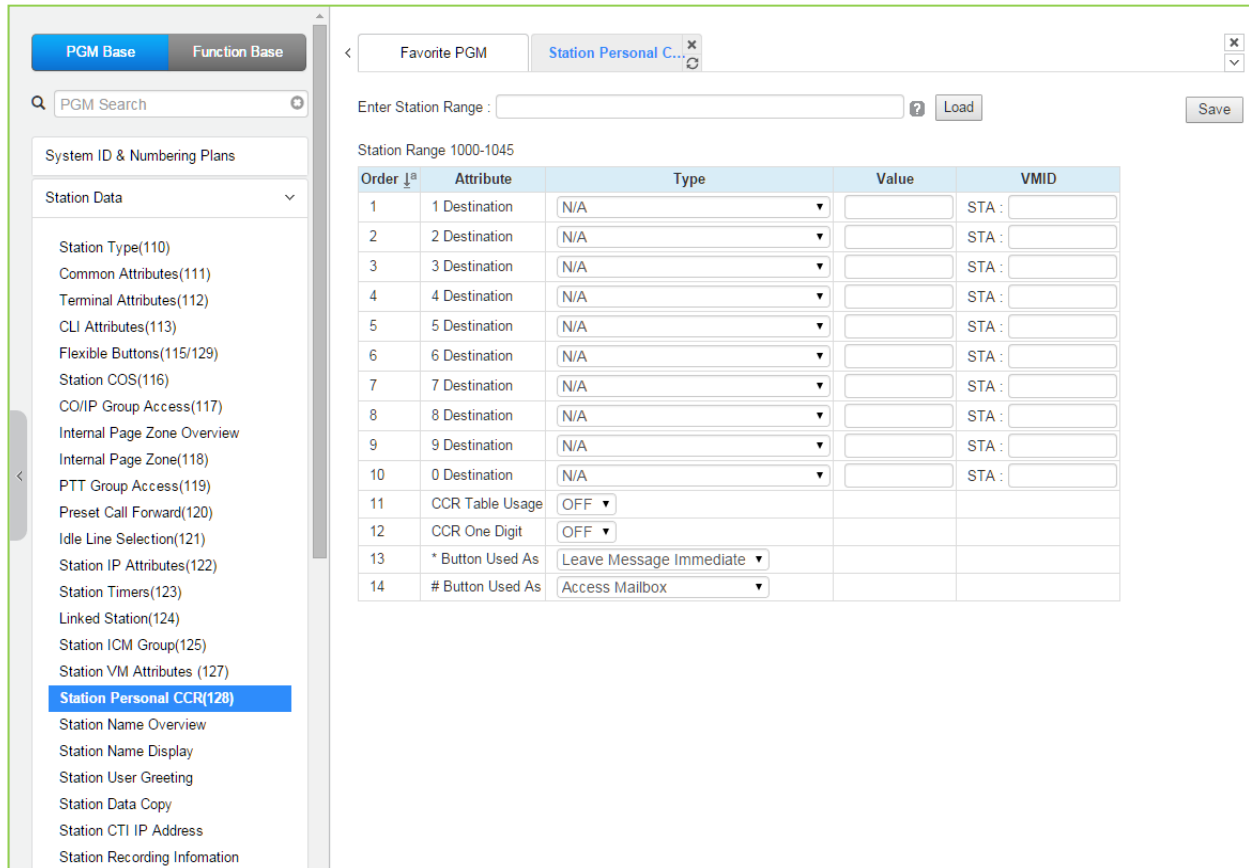 PGM Base Function Base
PGM Search
System ID & Numbering Plans
Station Data
Station Type(110)
Common Attributes(111)
Terminal Attributes(112)
CLI Attributes(113)
Flexible Buttons(115/129)
Station COS(116)
CO/IP Group Access(117)
Internal Page Zone Overview
Internal Page Zone(118)
PTT Group Access(119)
Preset Call Forward(120)
Idle Line Selection(121)
Station IP Attributes(122)
Station Timers(123)
Linked Station(124)
Station ICM Group(125)
Station VM Attributes (127)
Station Personal CCR(128)
Station Name Overview
Station Name Display
Station User Greeting
Station Data Copy
Station CTI IP Address
Station Recording Infomation
Favorite PGM Station Personal C...
Enter Station Range : ? Load Save
Station Range 1000-1045
Order Attribute Type Value VMID
1 1 Destination N/A STA :
2 2 Destination N/A STA :
3 3 Destination N/A STA :
4 4 Destination N/A STA :
5 5 Destination N/A STA :
6 6 Destination N/A STA :
7 7 Destination N/A STA :
8 8 Destination N/A STA :
9 9 Destination N/A STA :
10 0 Destination N/A STA :
11 CCR Table Usage OFF
12 CCR One Digit OFF
13 * Button Used As Leave Message Immediate
14 # Button Used As Access Mailbox